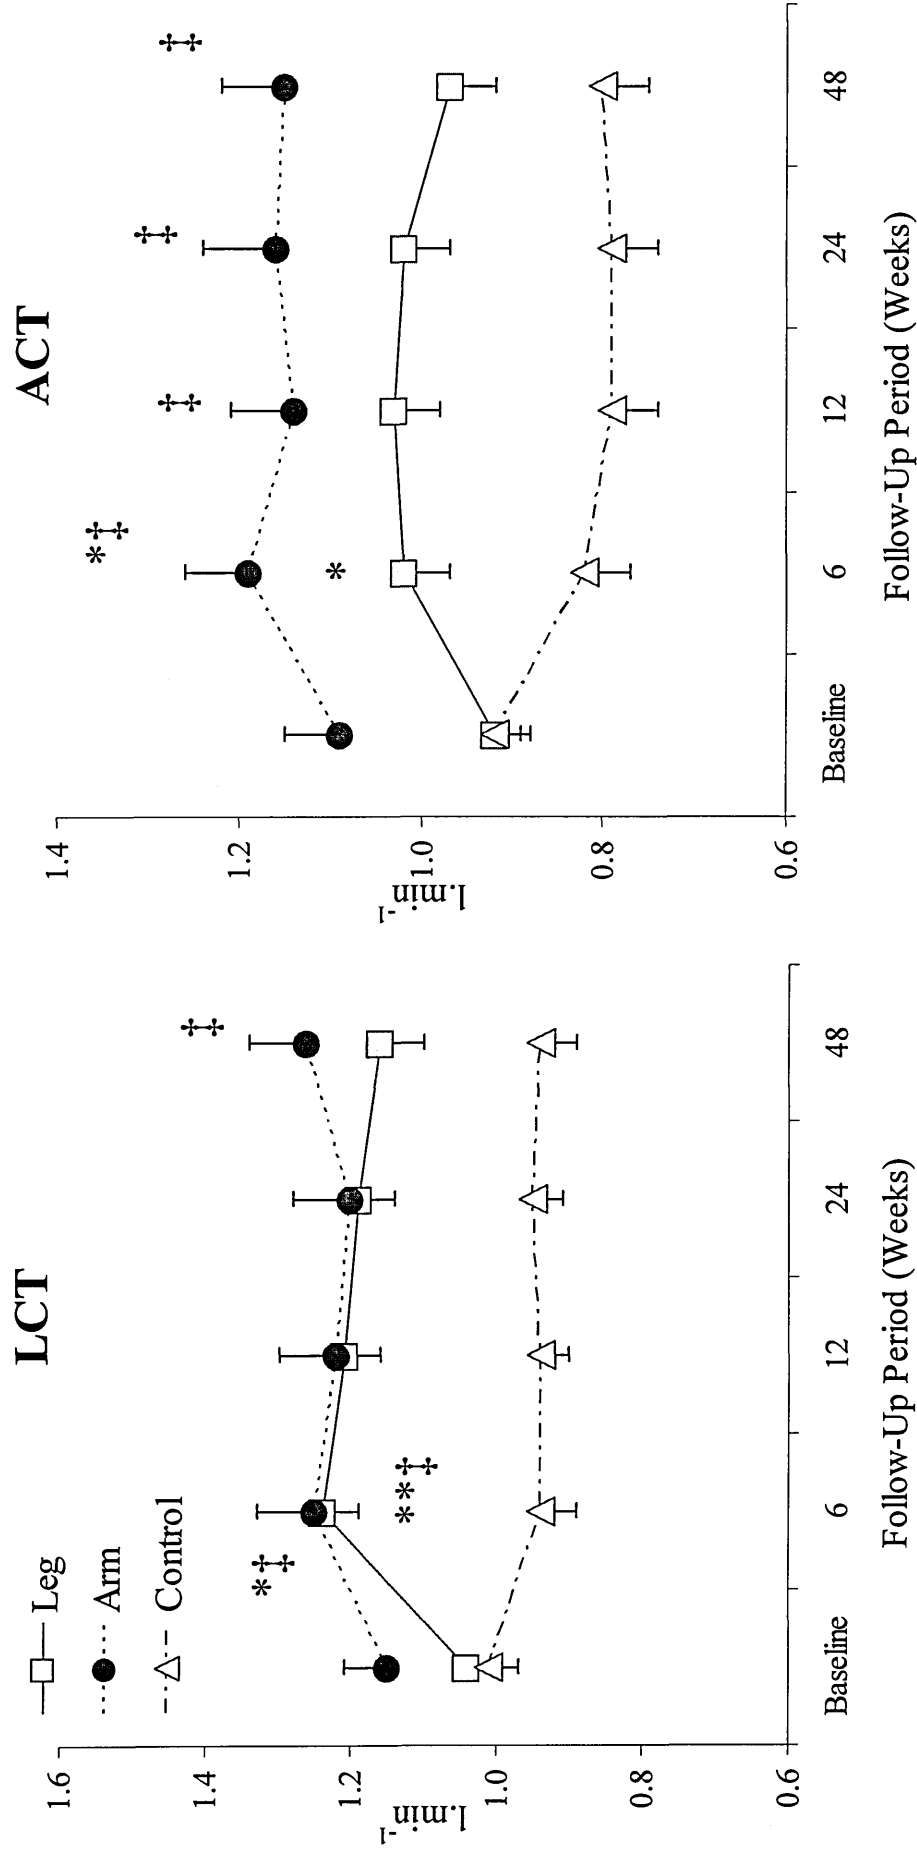 LCT
Leg
Arm
Control
1.6
1.4
1.2
1.0
0.8
0.6
l.min-1
* ‡
* * ‡
‡
Baseline 6 12 24 48
Follow-Up Period (Weeks)
ACT
1.4
1.2
1.0
0.8
0.6
l.min-1
* ‡
*
‡
‡
‡
Baseline 6 12 24 48
Follow-Up Period (Weeks)